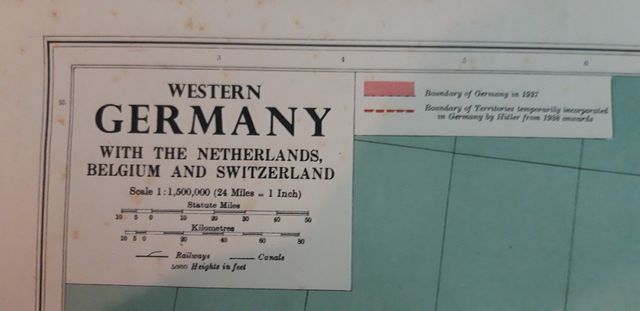 3
4
5
6
55
WESTERN
GERMANY
WITH THE NETHERLANDS,
BELGIUM AND SWITZERLAND
Scale 1:1,500,000 (24 Miles = 1 Inch)
Statute Miles
10 5 0 10 20 30 40 50
Kilometres
10 5 0 20 40 60 80
Railways Canals
5660 Heights in feet
Boundary of Germany in 1937
Boundary of Territories temporarily incorporated
in Germany by Hitler from 1938 onwards